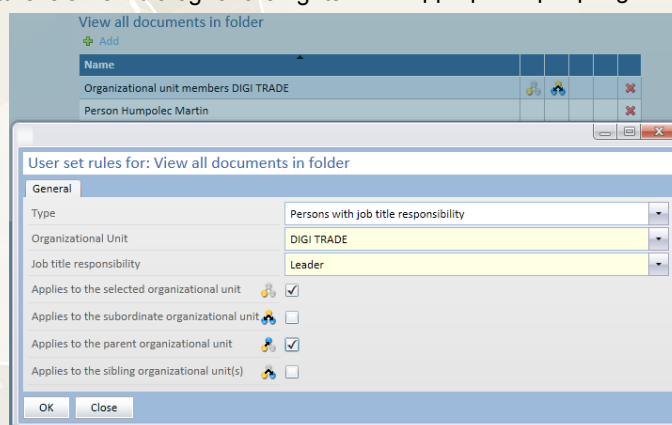 View all documents in folder
Add
Name
Organizational unit members DIGI TRADE
Person Humpolec Martin
User set rules for: View all documents in folder
General
Type Persons with job title responsibility
Organizational Unit DIGI TRADE
Job title responsibility Leader
Applies to the selected organizational unit
Applies to the subordinate organizational unit
Applies to the parent organizational unit
Applies to the sibling organizational unit(s)
OK Close